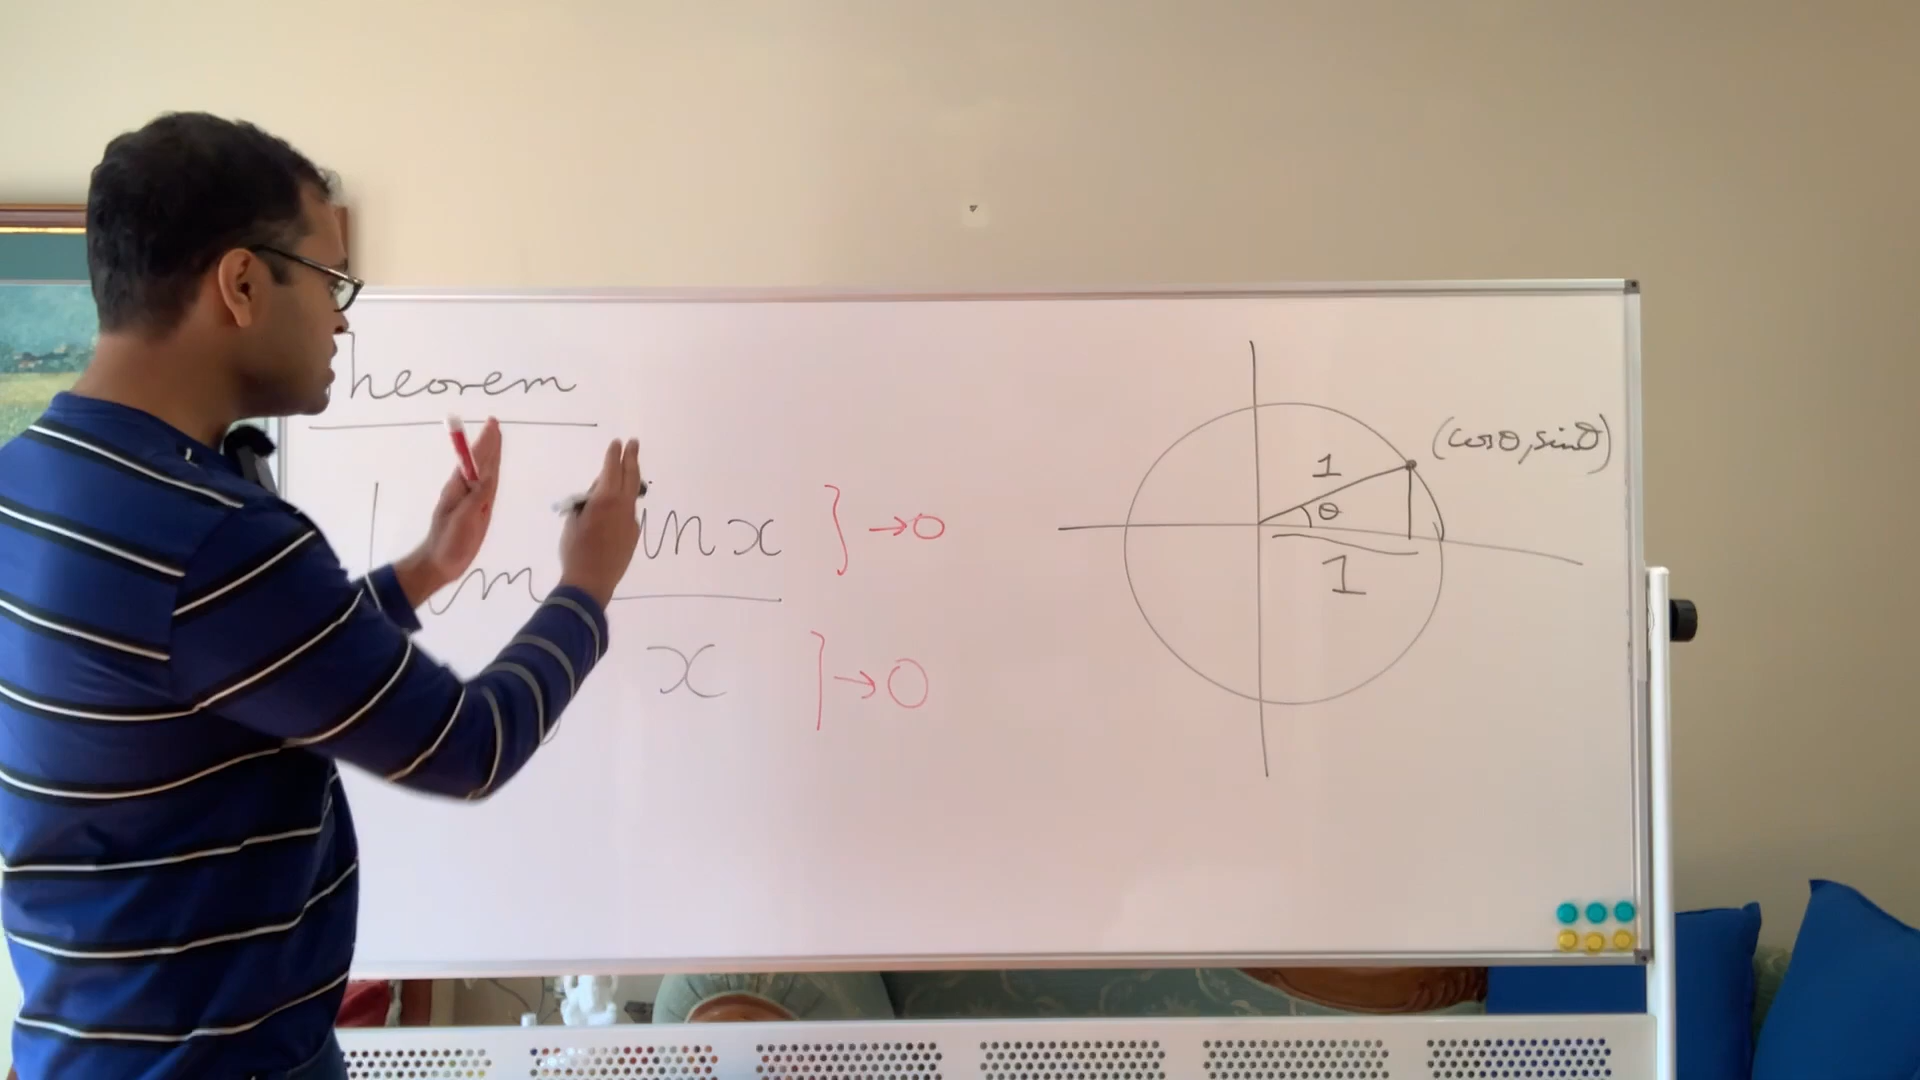 Theorem
lim sin x } →0
x } →0
(cosθ, sinθ)
1
θ
1